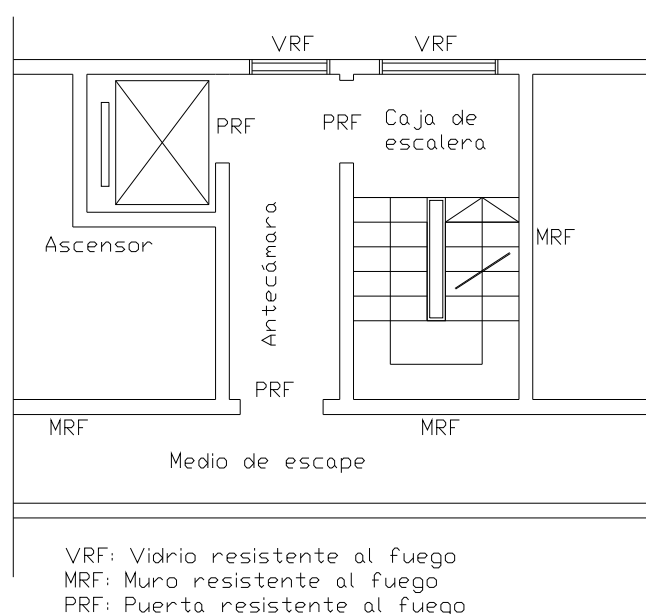 VRF
VRF
PRF
PRF
Caja de
escalera
Antecámara
MRF
Ascensor
PRF
MRF
MRF
Medio de escape
VRF: Vidrio resistente al fuego
MRF: Muro resistente al fuego
PRF: Puerta resistente al fuego